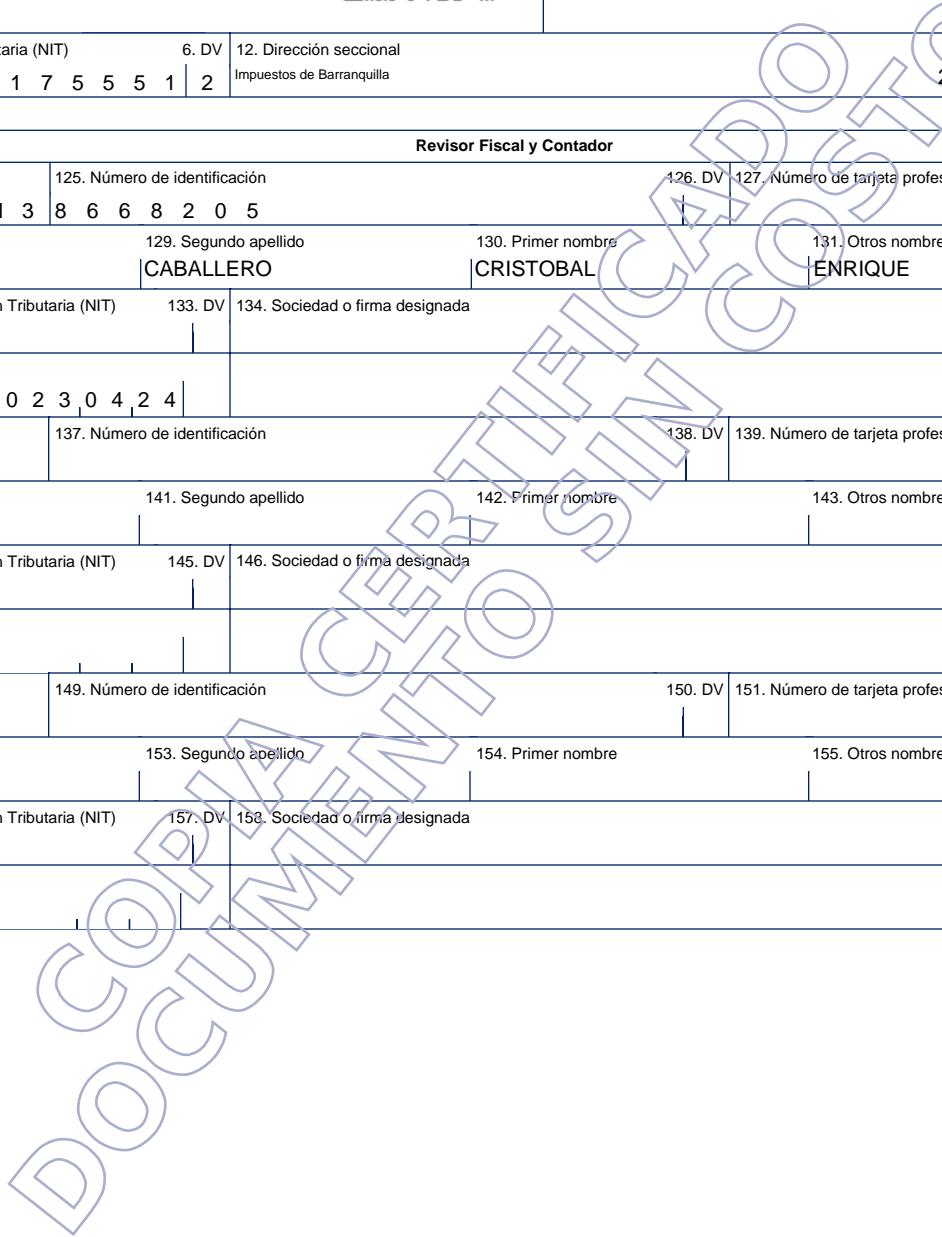 aria (NIT) 6. DV 12. Dirección seccional
1 7 5 5 5 1 2 Impuestos de Barranquilla
Revisor Fiscal y Contador
125. Número de identificación 126. DV 127. Número de tarjeta profes
1 3 8 6 6 8 2 0 5
129. Segundo apellido 130. Primer nombre 131. Otros nombre
CABALLERO CRISTOBAL ENRIQUE
n Tributaria (NIT) 133. DV 134. Sociedad o firma designada
0 2 3 0 4 2 4
137. Número de identificación 138. DV 139. Número de tarjeta profes
141. Segundo apellido 142. Primer nombre 143. Otros nombre
n Tributaria (NIT) 145. DV 146. Sociedad o firma designada
149. Número de identificación 150. DV 151. Número de tarjeta profes
153. Segundo apellido 154. Primer nombre 155. Otros nombre
n Tributaria (NIT) 157. DV 158. Sociedad o firma designada
COPIA CERTIFICADO
DOCUMENTO SIN COSTO